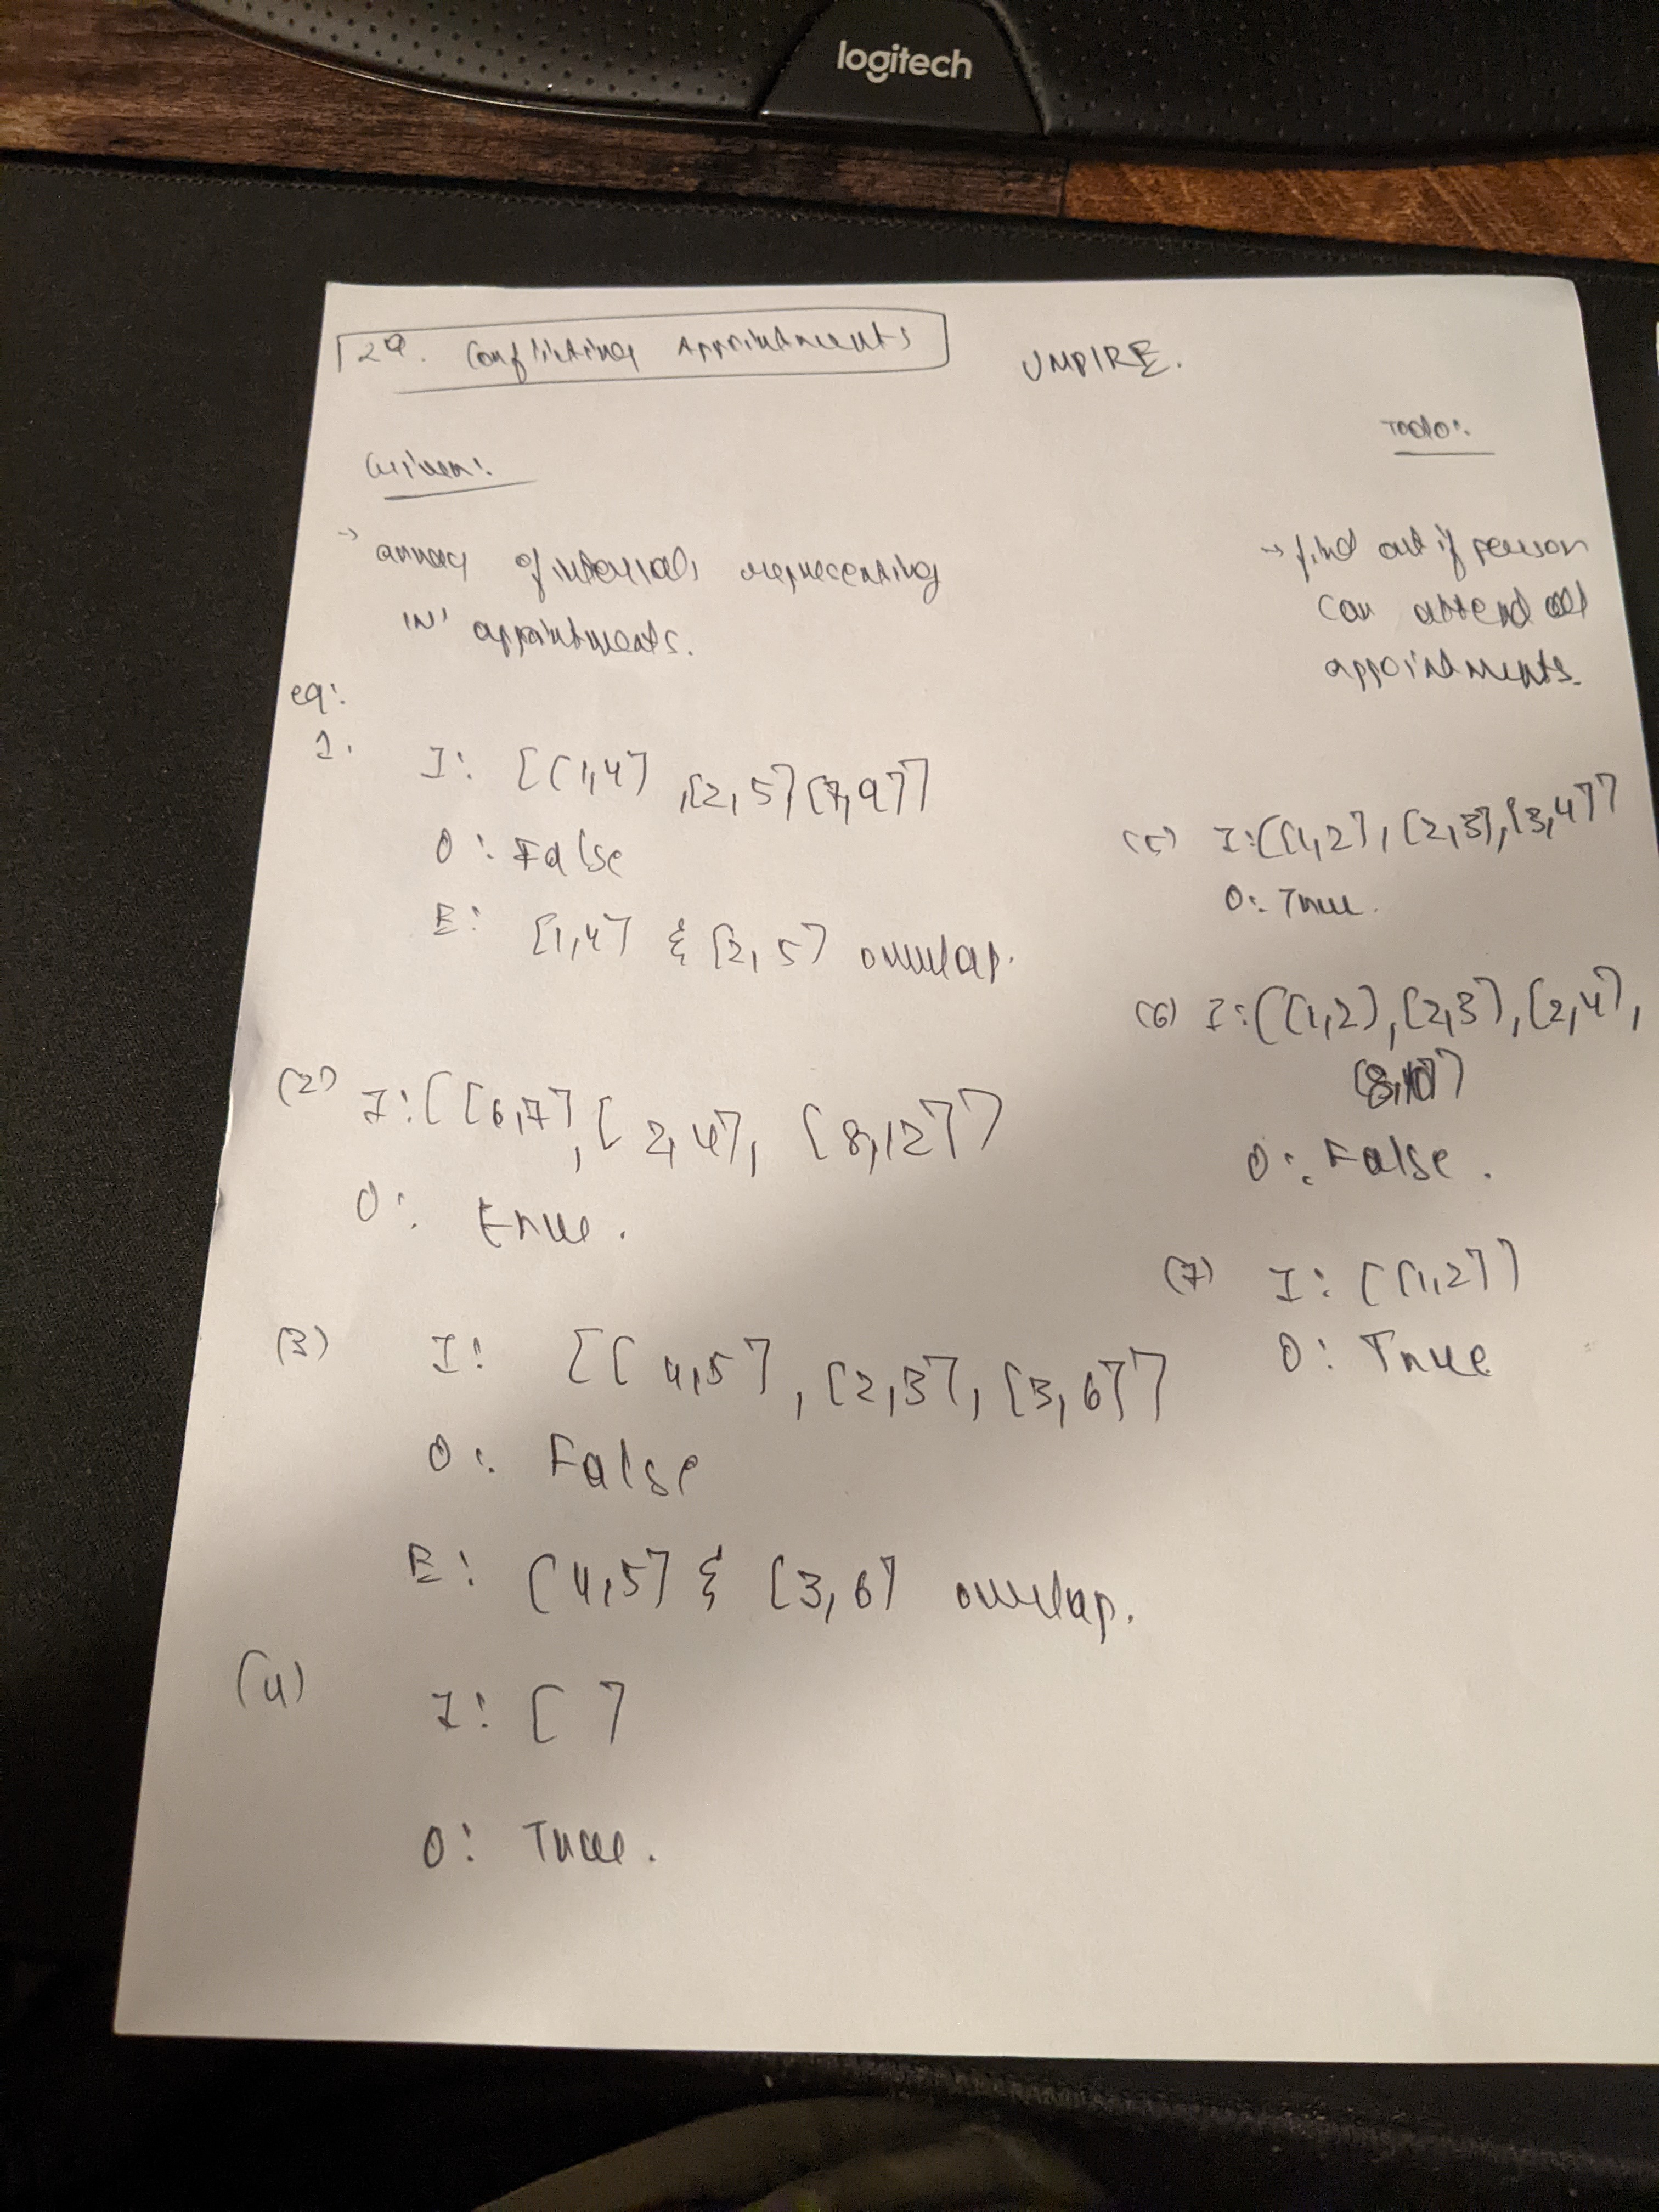 logitech
129. Conflicting Appointments
UMPIRE.
Given:
→ array of intervals representing
'N' appointments.
Todo:
→ find out if person
can attend all
appointments.
eg:
1.
I: [[1,4],[2,5][7,9]]
O: False
E: [1,4] & [2,5] overlap.
(2) I: [[6,7],[2,4],[8,12]]
O: true.
(3) I: [[4,5],[2,3],[3,6]]
O: False
E: [4,5] & [3,6] overlap.
(4) I: [ ]
O: True.
(5) I: [[1,2],[2,3],[3,4]]
O: True.
(6) I: [[1,2],[2,3],[2,4],
[8,10]]
O: False.
(7) I: [[1,2]]
O: True